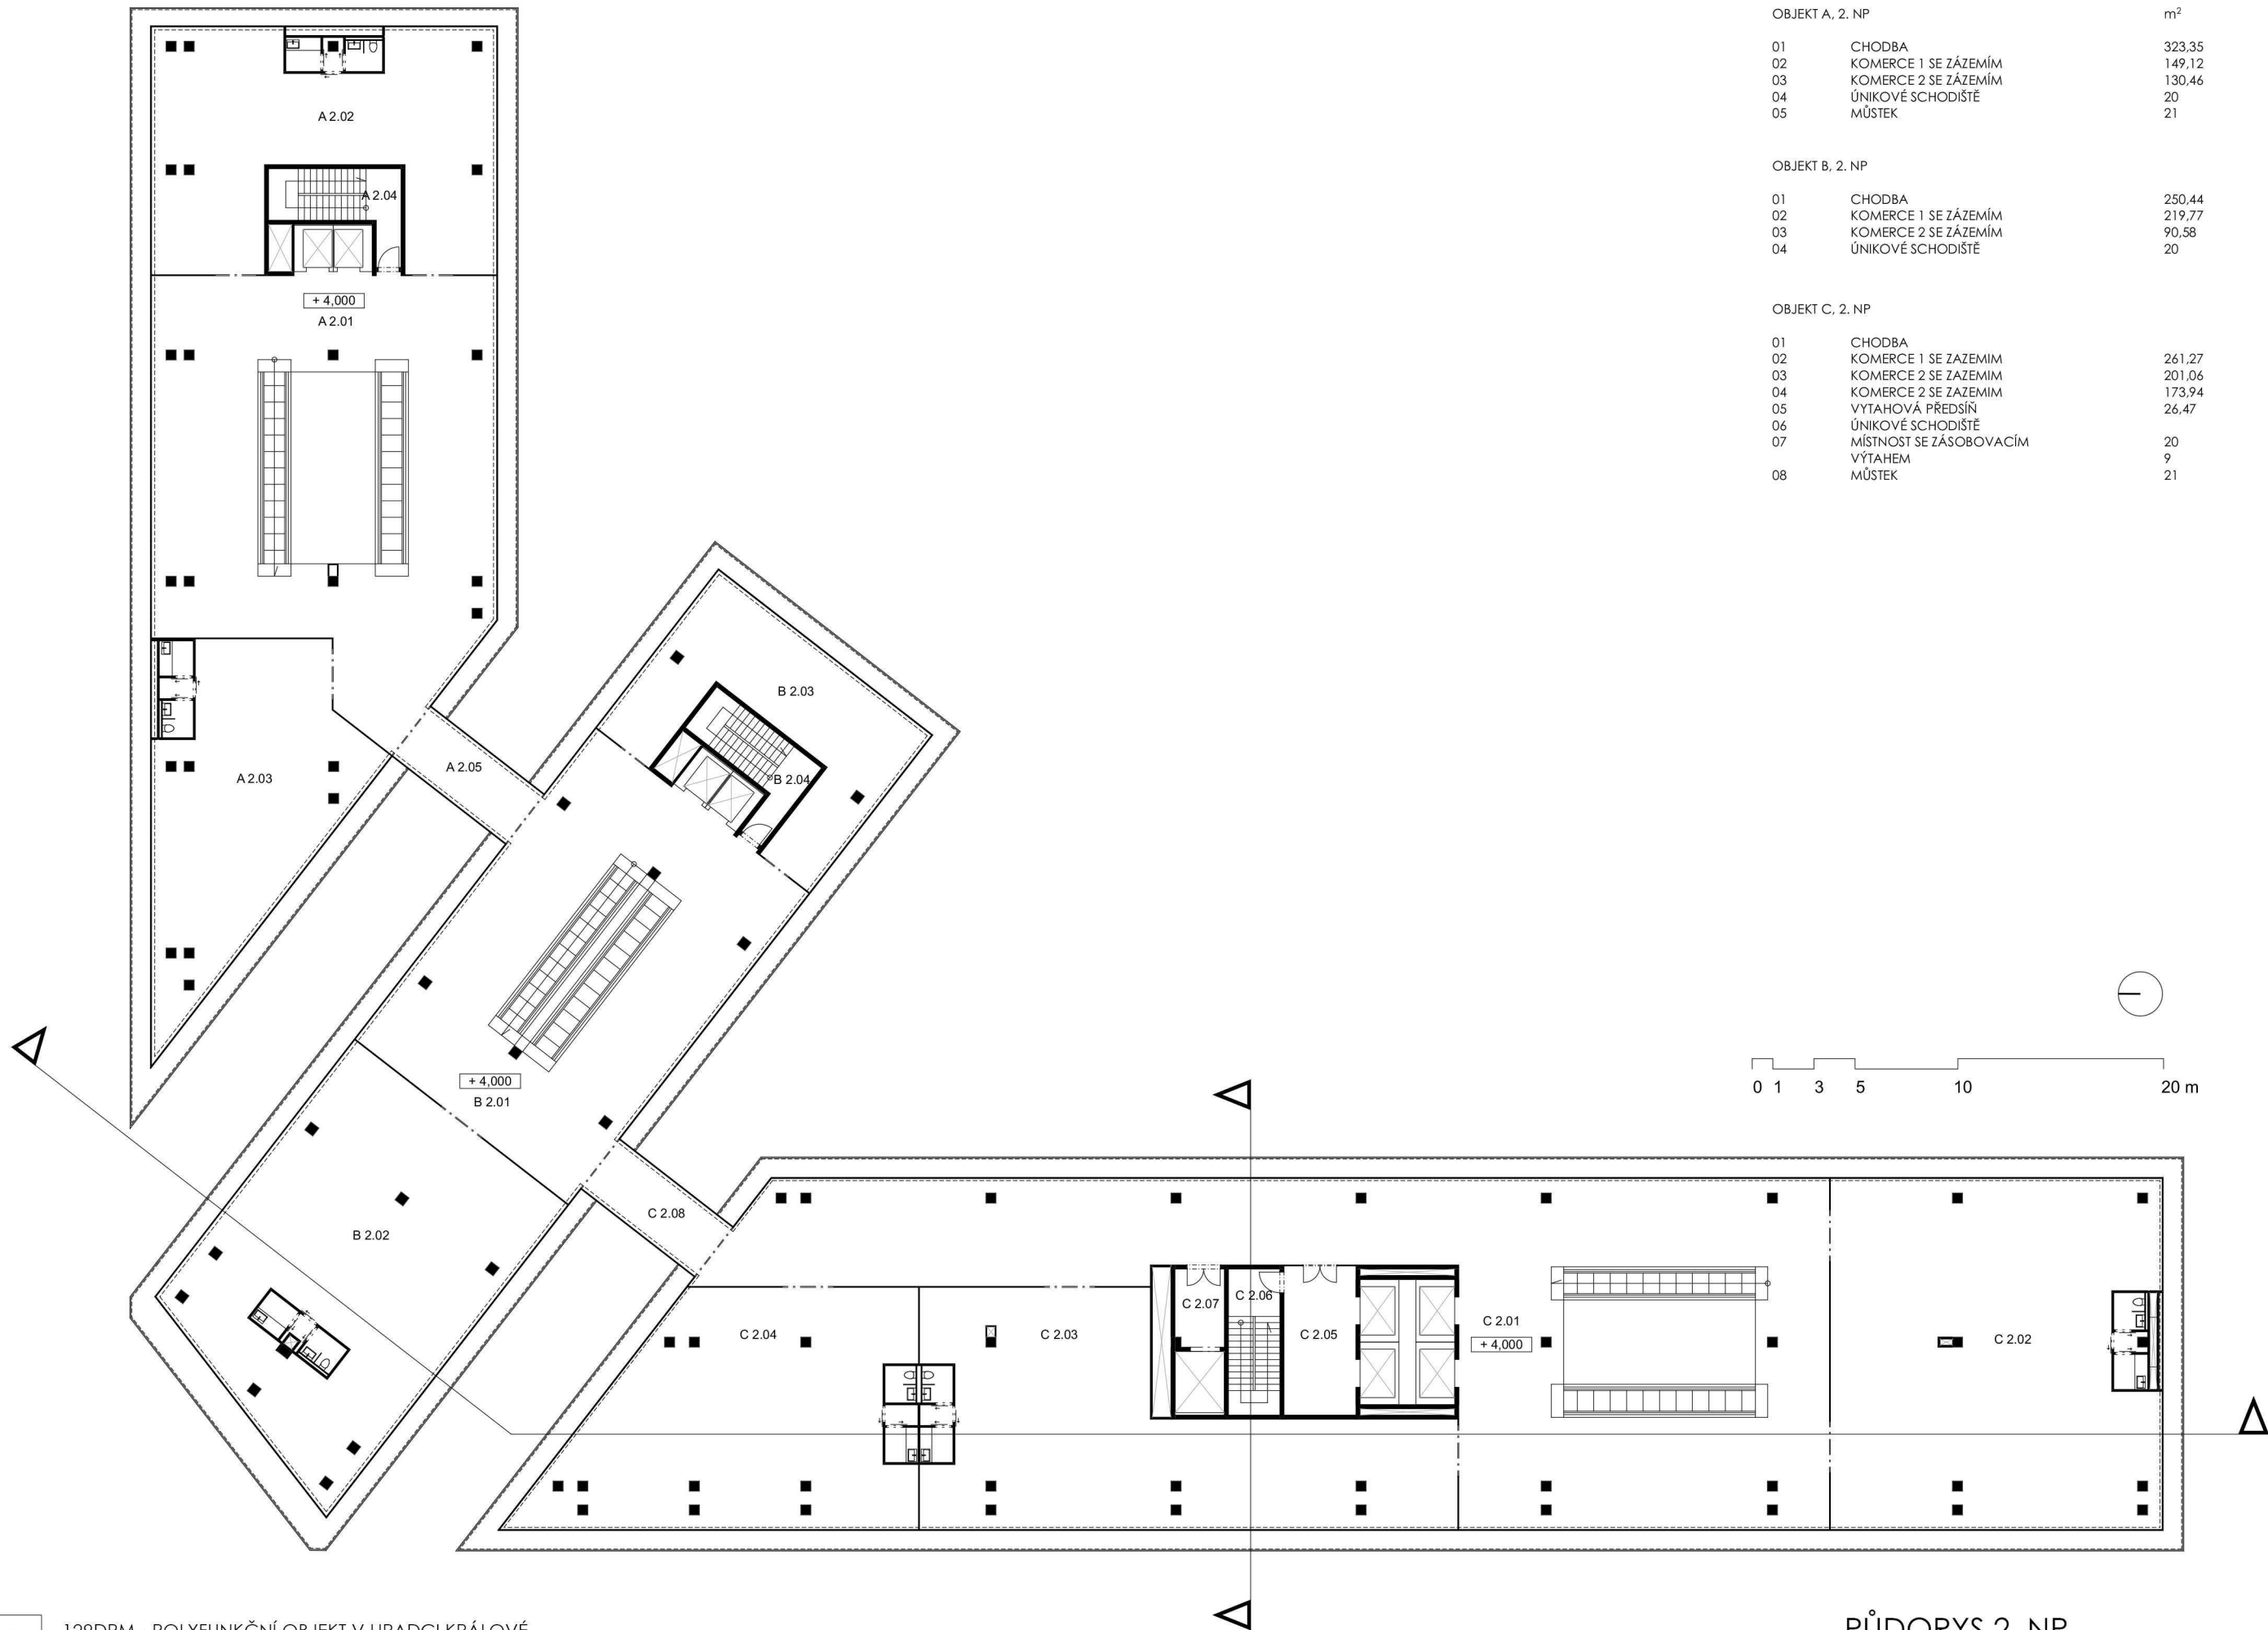 OBJEKT A, 2. NP m²
01 CHODBA 323,35
02 KOMERCE 1 SE ZÁZEMÍM 149,12
03 KOMERCE 2 SE ZÁZEMÍM 130,46
04 ÚNIKOVÉ SCHODIŠTĚ 20
05 MŮSTEK 21
OBJEKT B, 2. NP
01 CHODBA 250,44
02 KOMERCE 1 SE ZÁZEMÍM 219,77
03 KOMERCE 2 SE ZÁZEMÍM 90,58
04 ÚNIKOVÉ SCHODIŠTĚ 20
OBJEKT C, 2. NP
01 CHODBA
02 KOMERCE 1 SE ZAZEMIM 261,27
03 KOMERCE 2 SE ZAZEMIM 201,06
04 KOMERCE 2 SE ZAZEMIM 173,94
05 VYTAHOVÁ PŘEDSÍŇ 26,47
06 ÚNIKOVÉ SCHODIŠTĚ
07 MÍSTNOST SE ZÁSOBOVACÍM 20
VÝTAHEM 9
08 MŮSTEK 21
A 2.02
A 2.04
+ 4,000
A 2.01
B 2.03
A 2.05
A 2.03
B 2.04
+ 4,000
B 2.01
0 1 3 5 10 20 m
C 2.08
B 2.02
C 2.06
C 2.07
C 2.01
C 2.04
C 2.03
C 2.05
+ 4,000
C 2.02
129DPM - POLYFUNKČNÍ OBJEKT V HRADCI KRÁLOVÉ
PŮDORYS 2. NP